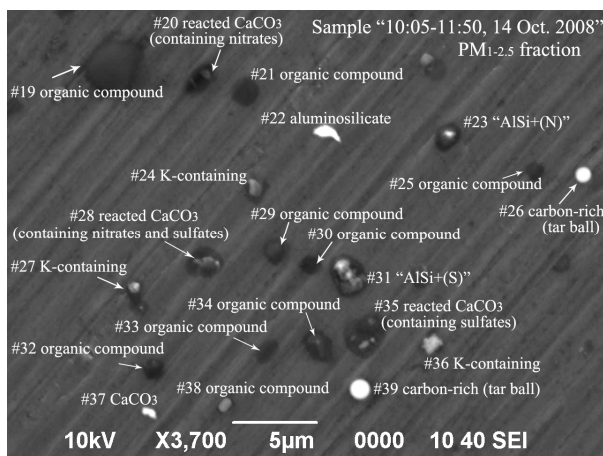 #20 reacted CaCO3
(containing nitrates)
Sample “10:05-11:50, 14 Oct. 2008”
PM1-2.5 fraction
#19 organic compound
#21 organic compound
#22 aluminosilicate
#23 “AlSi+(N)”
#24 K-containing
#25 organic compound
#26 carbon-rich
(tar ball)
#28 reacted CaCO3
(containing nitrates and sulfates)
#29 organic compound
#30 organic compound
#27 K-containing
#31 “AlSi+(S)”
#34 organic compound
#35 reacted CaCO3
(containing sulfates)
#33 organic compound
#32 organic compound
#36 K-containing
#37 CaCO3
#38 organic compound
#39 carbon-rich (tar ball)
10kV X3,700 5µm 0000 10 40 SEI